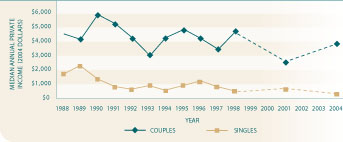 $6,000
$5,000
$4,000
$3,000
$2,000
$1,000
$0
MEDIAN ANNUAL PRIVATE
INCOME (2004 DOLLARS)
1988 1989 1990 1991 1992 1993 1994 1995 1996 1997 1998 2000 2001 2002 2003 2004
YEAR
COUPLES SINGLES